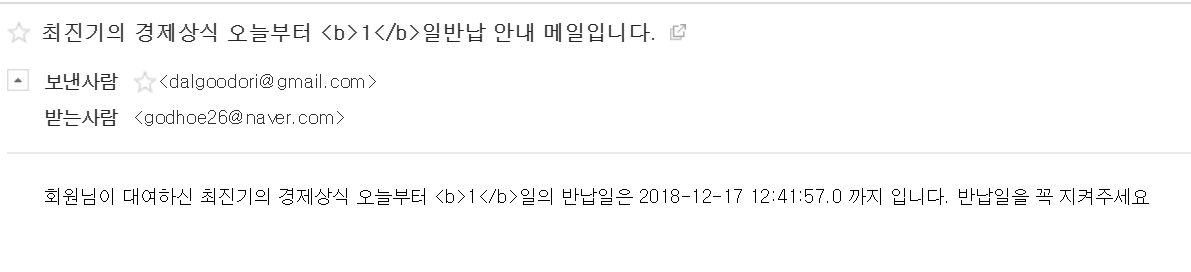 최진기의 경제상식 오늘부터 <b>1</b>일반납 안내 메일입니다.
보낸사람 <dalgoodori@gmail.com>
받는사람 <godhoe26@naver.com>
회원님이 대여하신 최진기의 경제상식 오늘부터 <b>1</b>일의 반납일은 2018-12-17 12:41:57.0 까지 입니다. 반납일을 꼭 지켜주세요